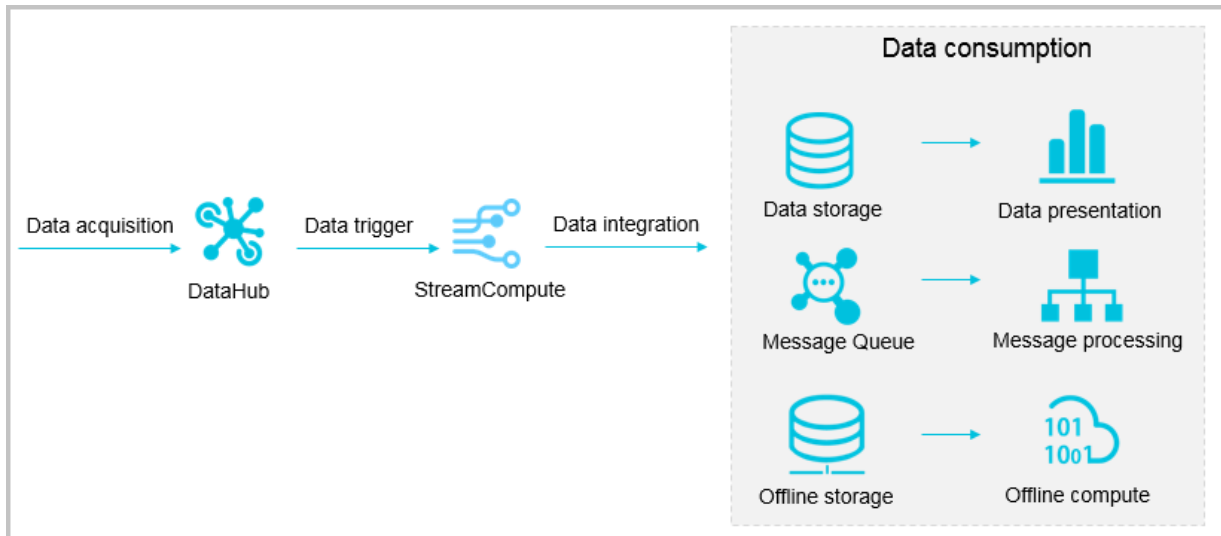 Data consumption
Data acquisition
DataHub
Data trigger
StreamCompute
Data integration
Data storage
Data presentation
Message Queue
Message processing
Offline storage
101
1001
Offline compute